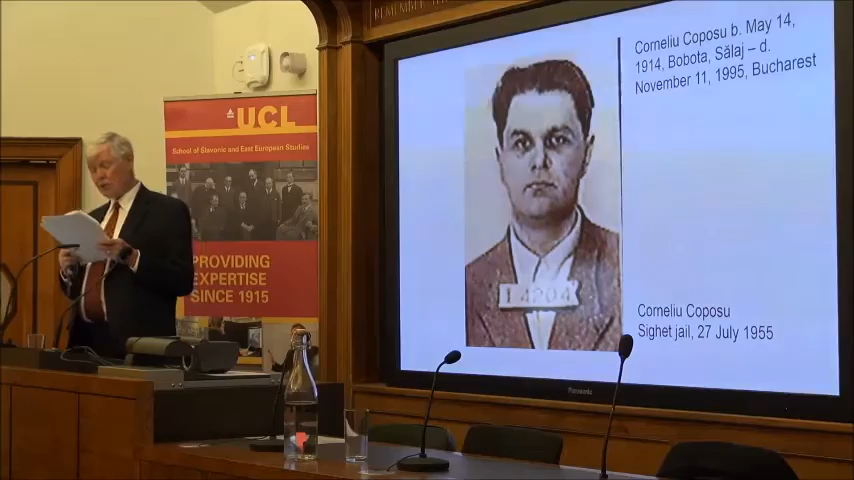 UCL
School of Slavonic and East European Studies
PROVIDING
EXPERTISE
SINCE 1915
Corneliu Coposu b. May 14,
1914, Bobota, Sălaj – d.
November 11, 1995, Bucharest
Corneliu Coposu
Sighet jail, 27 July 1955
Panasonic